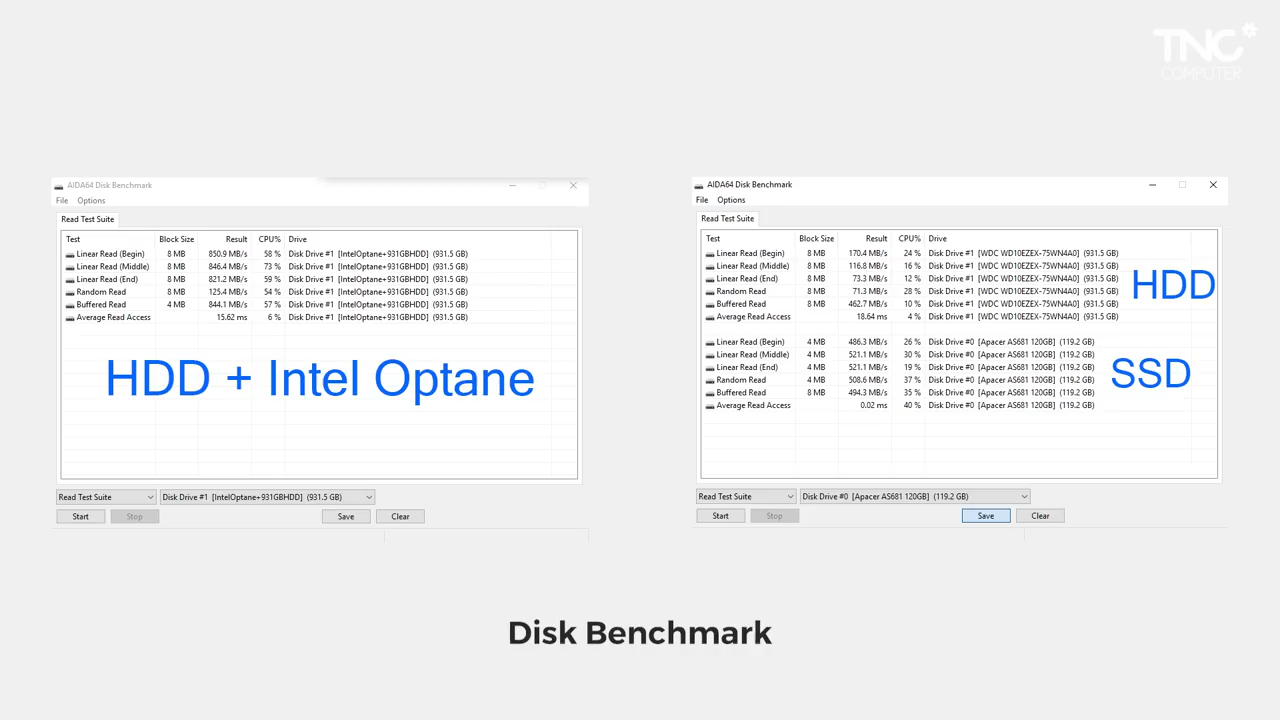 TNC
COMPUTER
AIDA64 Disk Benchmark
File Options
Read Test Suite
Test Block Size Result CPU% Drive
Linear Read (Begin) 8 MB 850.9 MB/s 58 % Disk Drive #1 [IntelOptane+931GBHDD] (931.5 GB)
Linear Read (Middle) 8 MB 846.4 MB/s 73 % Disk Drive #1 [IntelOptane+931GBHDD] (931.5 GB)
Linear Read (End) 8 MB 821.2 MB/s 59 % Disk Drive #1 [IntelOptane+931GBHDD] (931.5 GB)
Random Read 8 MB 125.4 MB/s 54 % Disk Drive #1 [IntelOptane+931GBHDD] (931.5 GB)
Buffered Read 4 MB 844.1 MB/s 57 % Disk Drive #1 [IntelOptane+931GBHDD] (931.5 GB)
Average Read Access 15.62 ms 6 % Disk Drive #1 [IntelOptane+931GBHDD] (931.5 GB)
HDD + Intel Optane
Read Test Suite Disk Drive #1 [IntelOptane+931GBHDD] (931.5 GB)
Start Stop Save Clear
AIDA64 Disk Benchmark
File Options
Read Test Suite
Test Block Size Result CPU% Drive
Linear Read (Begin) 8 MB 170.4 MB/s 24 % Disk Drive #1 [WDC WD10EZEX-75WN4A0] (931.5 GB)
Linear Read (Middle) 8 MB 116.8 MB/s 16 % Disk Drive #1 [WDC WD10EZEX-75WN4A0] (931.5 GB)
Linear Read (End) 8 MB 73.3 MB/s 12 % Disk Drive #1 [WDC WD10EZEX-75WN4A0] (931.5 GB)
Random Read 8 MB 71.3 MB/s 28 % Disk Drive #1 [WDC WD10EZEX-75WN4A0] (931.5 GB)
Buffered Read 8 MB 462.7 MB/s 10 % Disk Drive #1 [WDC WD10EZEX-75WN4A0] (931.5 GB)
Average Read Access 18.64 ms 4 % Disk Drive #1 [WDC WD10EZEX-75WN4A0] (931.5 GB)
HDD
Linear Read (Begin) 4 MB 486.3 MB/s 26 % Disk Drive #0 [Apacer AS681 120GB] (119.2 GB)
Linear Read (Middle) 4 MB 521.1 MB/s 30 % Disk Drive #0 [Apacer AS681 120GB] (119.2 GB)
Linear Read (End) 4 MB 521.1 MB/s 19 % Disk Drive #0 [Apacer AS681 120GB] (119.2 GB)
Random Read 4 MB 508.6 MB/s 37 % Disk Drive #0 [Apacer AS681 120GB] (119.2 GB)
Buffered Read 8 MB 494.3 MB/s 35 % Disk Drive #0 [Apacer AS681 120GB] (119.2 GB)
Average Read Access 0.02 ms 40 % Disk Drive #0 [Apacer AS681 120GB] (119.2 GB)
SSD
Read Test Suite Disk Drive #0 [Apacer AS681 120GB] (119.2 GB)
Start Stop Save Clear
Disk Benchmark